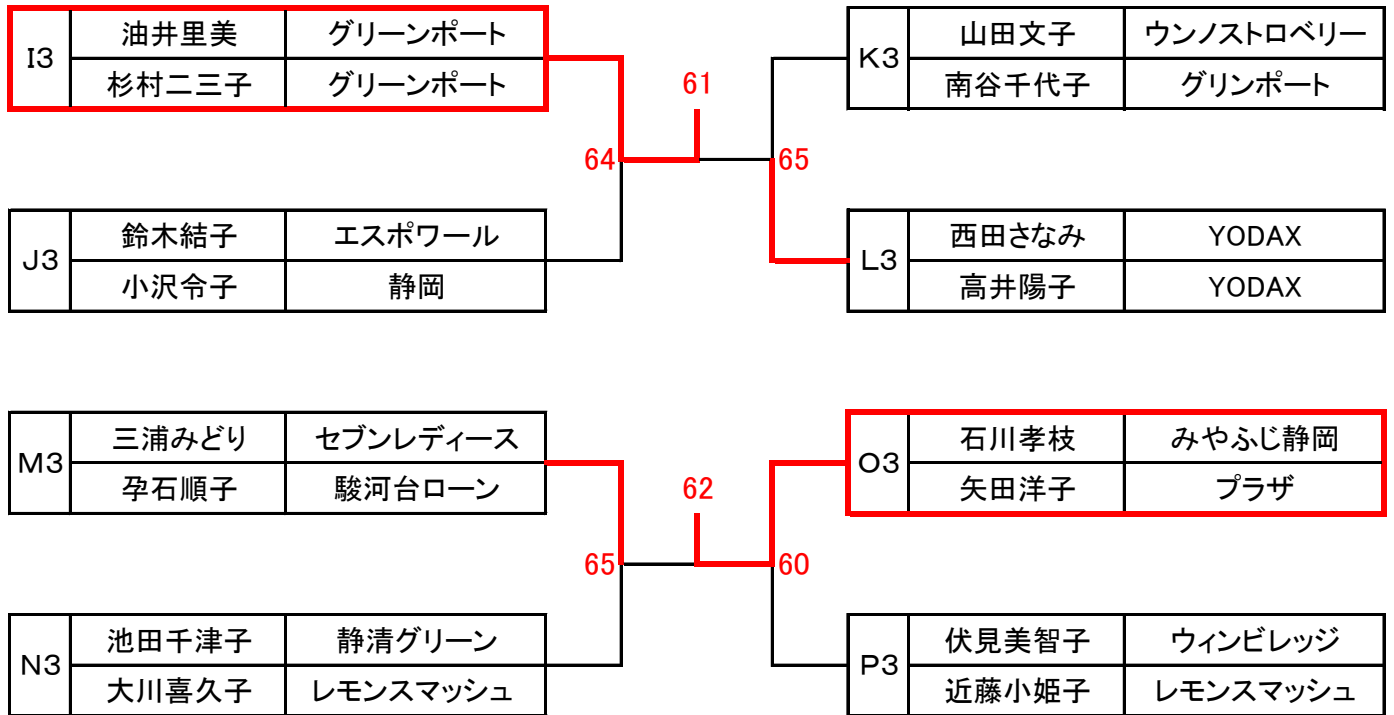 I3 油井里美 グリーンポート
杉村二三子 グリーンポート
K3 山田文子 ウンノストロベリー
南谷千代子 グリンポート
61
64
65
J3 鈴木結子 エスポワール
小沢令子 静岡
L3 西田さなみ YODAX
高井陽子 YODAX
M3 三浦みどり セブンレディース
孕石順子 駿河台ローン
O3 石川孝枝 みやふじ静岡
矢田洋子 プラザ
62
65
60
N3 池田千津子 静清グリーン
大川喜久子 レモンスマッシュ
P3 伏見美智子 ウィンビレッジ
近藤小姫子 レモンスマッシュ